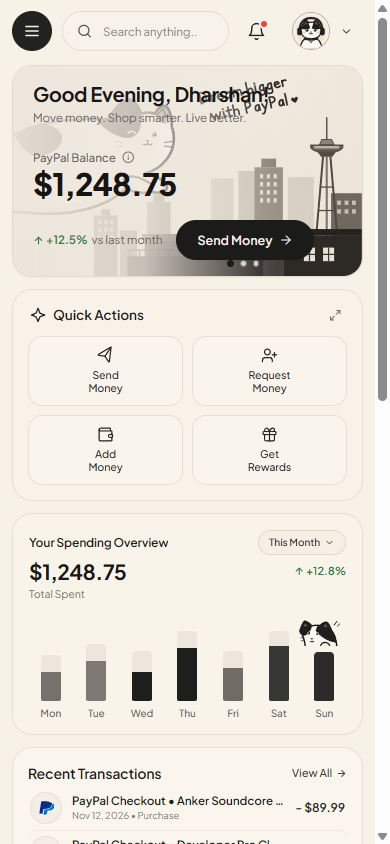 Search anything..
Good Evening, Dharshan!
bigger
with PayPal
Move money. Shop smarter. Live better.
PayPal Balance
$1,248.75
+12.5% vs last month
Send Money
Quick Actions
Send
Money
Request
Money
Add
Money
Get
Rewards
Your Spending Overview
This Month
$1,248.75
+12.8%
Total Spent
Mon Tue Wed Thu Fri Sat Sun
Recent Transactions
View All
PayPal Checkout • Anker Soundcore ...
- $89.99
Nov 12, 2026 • Purchase